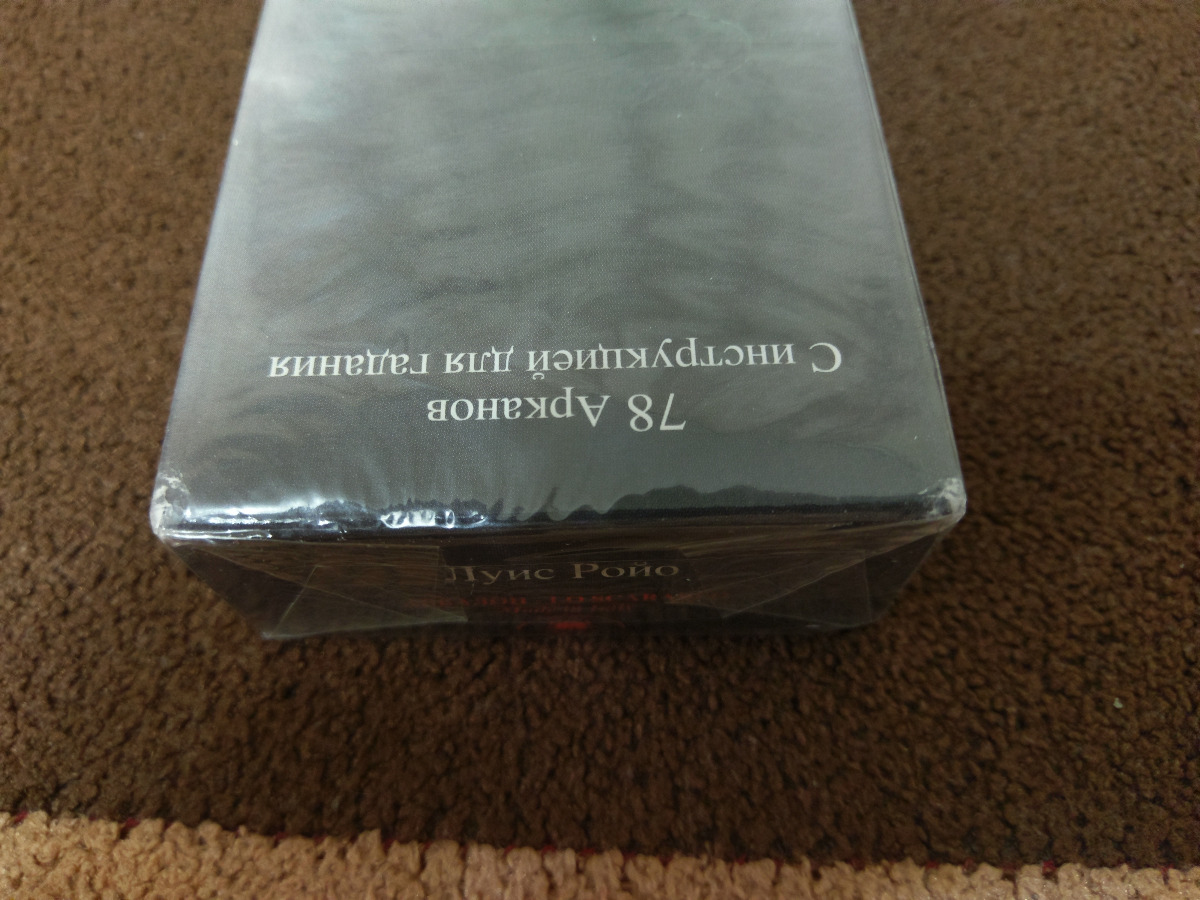 78 Арканов
С инструкцией для гадания
Луис Ройо